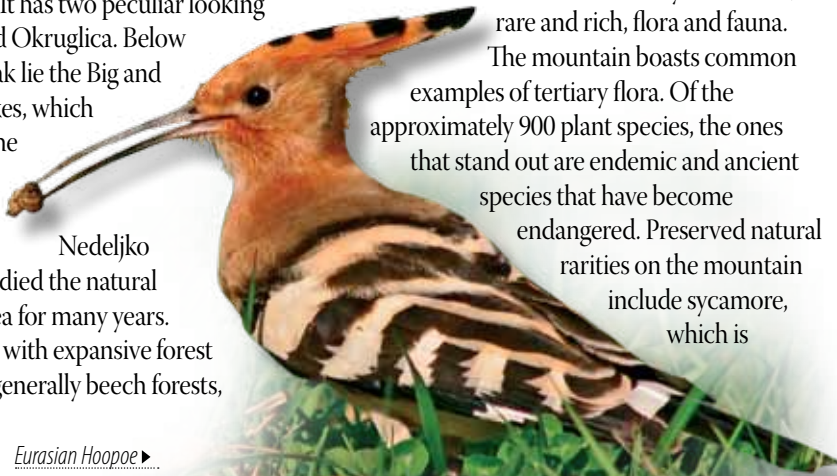 It has two peculiar looking
d Okruglica. Below
ak lie the Big and
kes, which
ne
Nedeljko
died the natural
ea for many years.
with expansive forest
generally beech forests,
Eurasian Hoopoe
rare and rich, flora and fauna.
The mountain boasts common
examples of tertiary flora. Of the
approximately 900 plant species, the ones
that stand out are endemic and ancient
species that have become
endangered. Preserved natural
rarities on the mountain
include sycamore,
which is